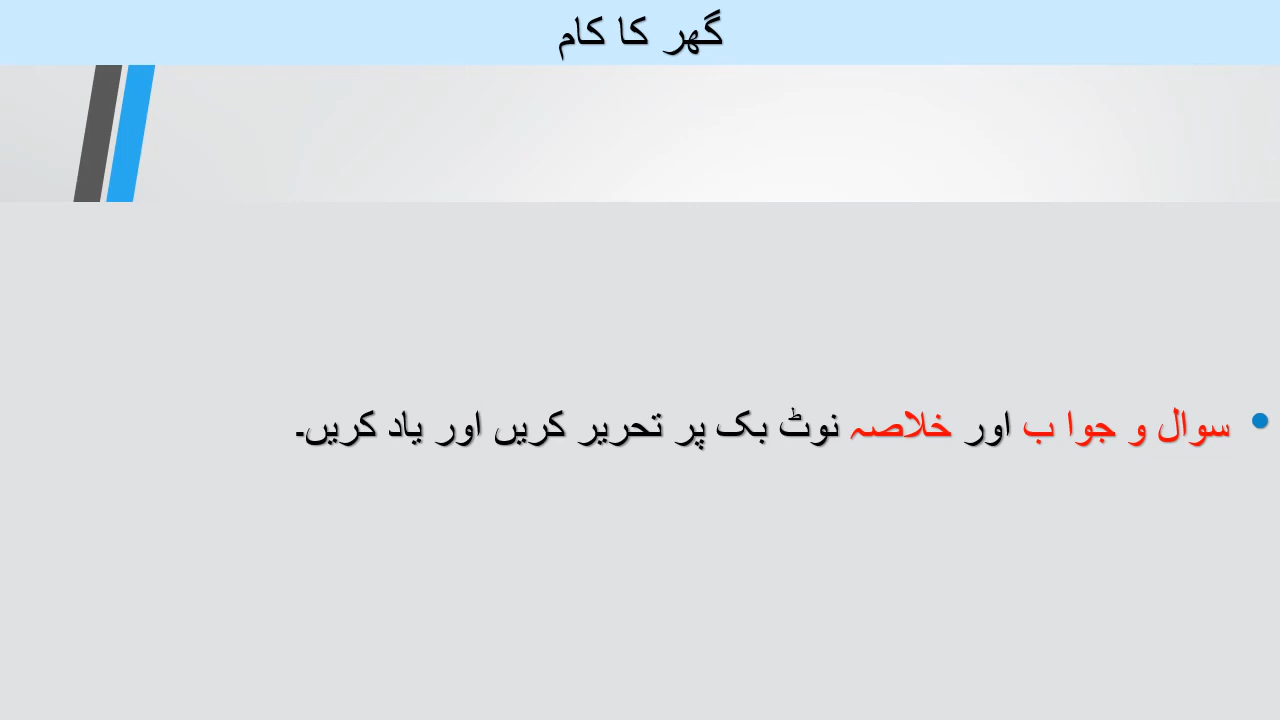 گھر کا کام
• سوال و جوا ب اور خلاصہ نوٹ بک پر تحریر کریں اور یاد کریں۔